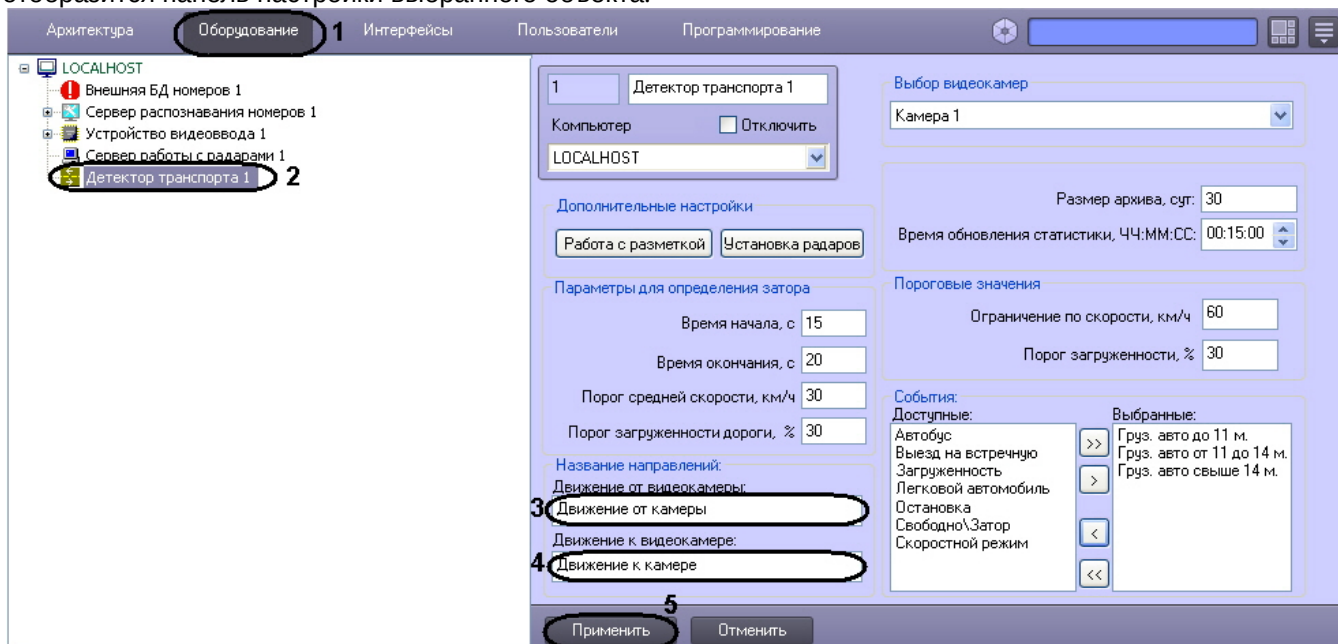 отобразится панель настройки выбранного объекта.
Архитектура Оборудование 1 Интерфейсы Пользователи Программирование
LOCALHOST
Внешняя БД номеров 1
Сервер распознавания номеров 1
Устройство видеоввода 1
Сервер работы с радарами 1
Детектор транспорта 1 2
1 Детектор транспорта 1
Компьютер Отключить
LOCALHOST
Дополнительные настройки
Работа с разметкой Установка радаров
Параметры для определения затора
Время начала, с 15
Время окончания, с 20
Порог средней скорости, км/ч 30
Порог загруженности дороги, % 30
Название направлений:
Движение от видеокамеры:
3 Движение от камеры
Движение к видеокамере:
4 Движение к камере
Выбор видеокамер
Камера 1
Размер архива, сут: 30
Время обновления статистики, ЧЧ:ММ:СС: 00:15:00
Пороговые значения
Ограничение по скорости, км/ч 60
Порог загруженности, % 30
События:
Доступные: Выбранные:
Автобус >> Груз. авто до 11 м.
Выезд на встречную Груз. авто от 11 до 14 м.
Загруженность Груз. авто свыше 14 м.
Легковой автомобиль >
Остановка
Свободно\Затор <
Скоростной режим
<<
5
Применить Отменить